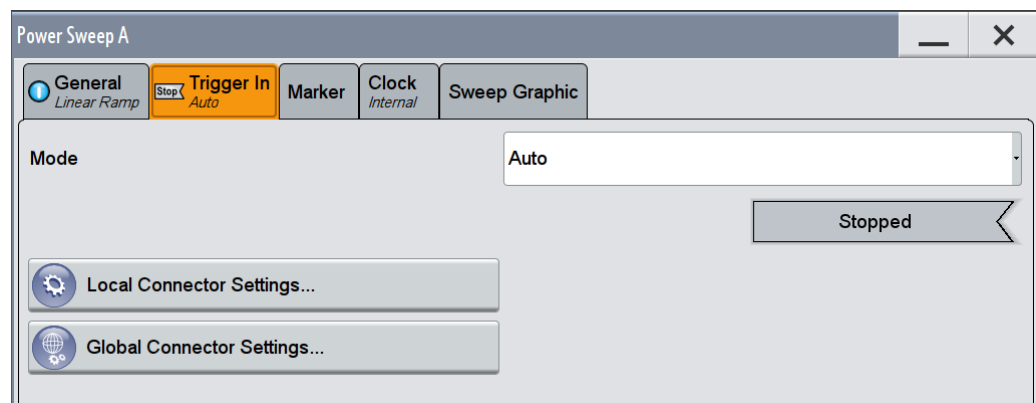 Power Sweep A
General
Linear Ramp
Stop
Trigger In
Auto
Marker
Clock
Internal
Sweep Graphic
Mode
Auto
Stopped
Local Connector Settings...
Global Connector Settings...